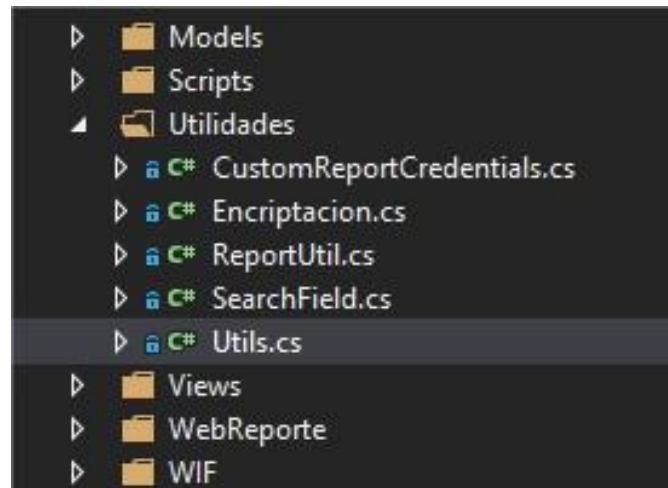 Models
Scripts
Utilidades
C# CustomReportCredentials.cs
C# Encriptacion.cs
C# ReportUtil.cs
C# SearchField.cs
C# Utils.cs
Views
WebReporte
WIF